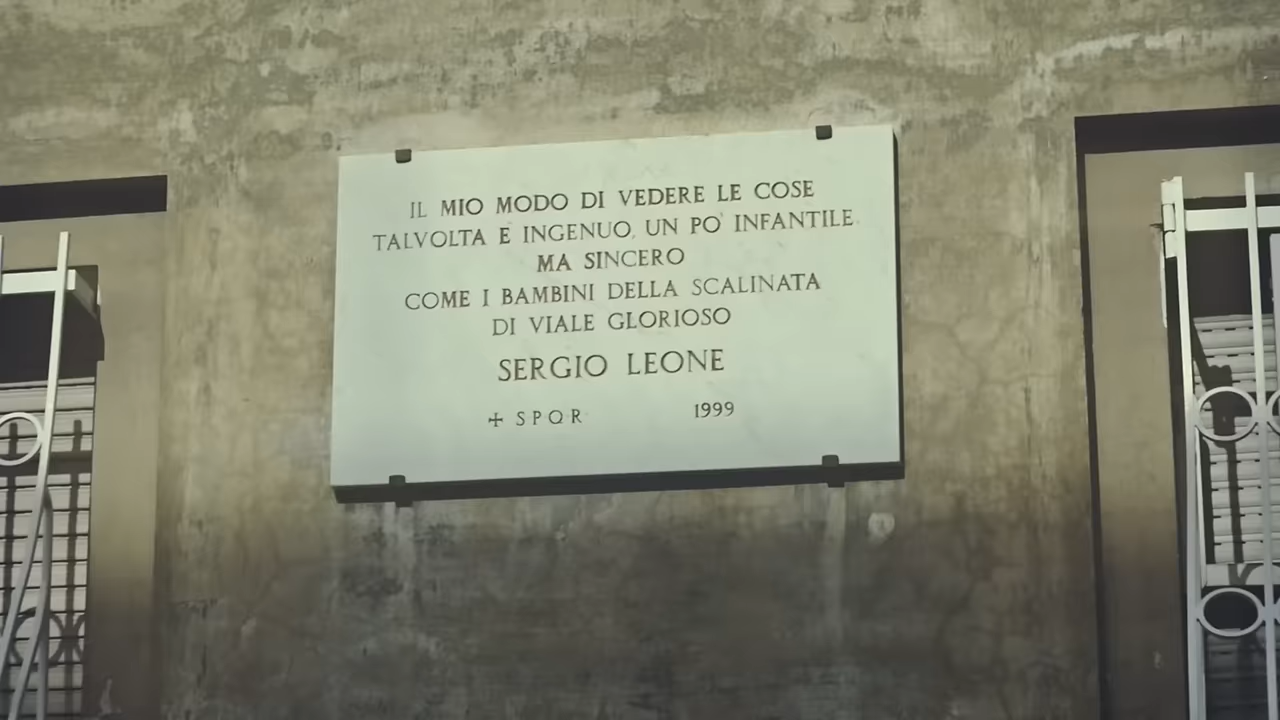 IL MIO MODO DI VEDERE LE COSE
TALVOLTA E INGENUO, UN PO' INFANTILE
MA SINCERO
COME I BAMBINI DELLA SCALINATA
DI VIALE GLORIOSO
SERGIO LEONE
✢ S P Q R 1999